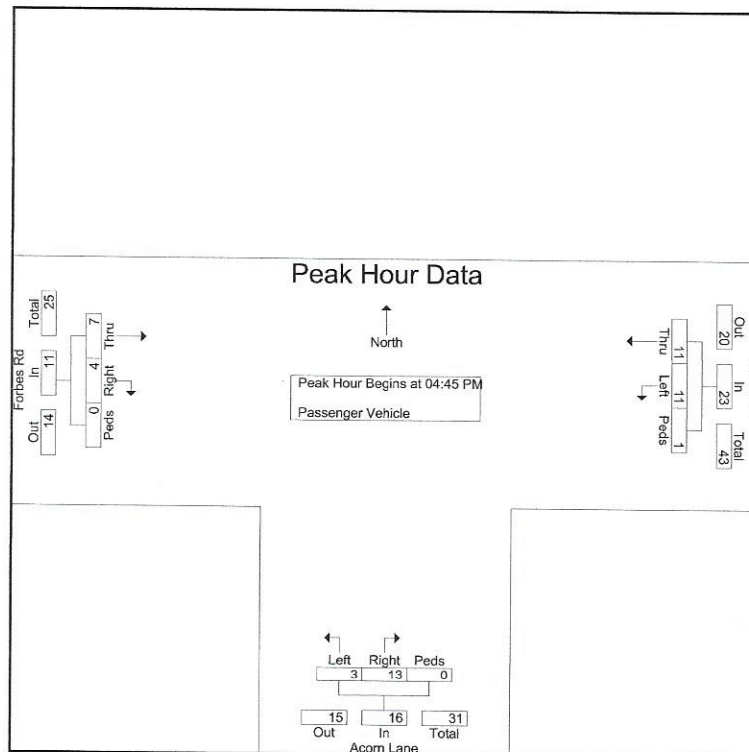 Peak Hour Data
North
Peak Hour Begins at 04:45 PM
Passenger Vehicle
Forbes Rd
Out In Total
14 11 25
Peds Right Thru
0 4 7
Out In Total
20 23 43
Thru Left Peds
11 11 1
Left Right Peds
3 13 0
15 16 31
Out In Total
Acorn Lane